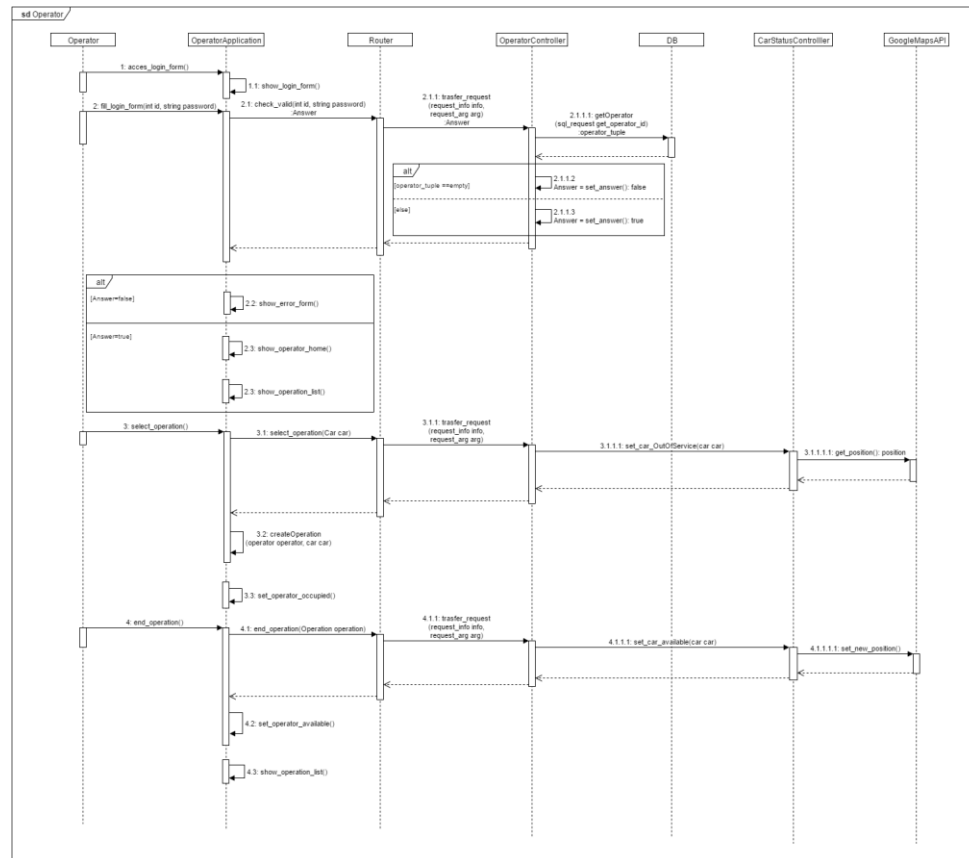 sd Operator
Operator
OperatorApplication
Router
OperatorController
DB
CarStatusControlller
GoogleMapsAPI
1: acces_login_form()
1.1: show_login_form()
2: fill_login_form(int id, string password)
2.1: check_valid(int id, string password)
:Answer
2.1.1: trasfer_request
(request_info info,
request_arg arg)
:Answer
2.1.1.1: getOperator
(sql_request get_operator_id)
:operator_tuple
alt
[operator_tuple ==empty]
2.1.1.2
Answer = set_answer(): false
[else]
2.1.1.3
Answer = set_answer(): true
alt
[Answer=false]
2.2: show_error_form()
[Answer=true]
2.3: show_operator_home()
2.3: show_operation_list()
3: select_operation()
3.1: select_operation(Car car)
3.1.1: trasfer_request
(request_info info,
request_arg arg)
3.1.1.1: set_car_OutOfService(car car)
3.1.1.1.1: get_position(): position
3.2: createOperation
(operator operator, car car)
3.3: set_operator_occupied()
4: end_operation()
4.1: end_operation(Operation operation)
4.1.1: trasfer_request
(request_info info,
request_arg arg)
4.1.1.1: set_car_available(car car)
4.1.1.1.1: set_new_position()
4.2: set_operator_available()
4.3: show_operation_list()